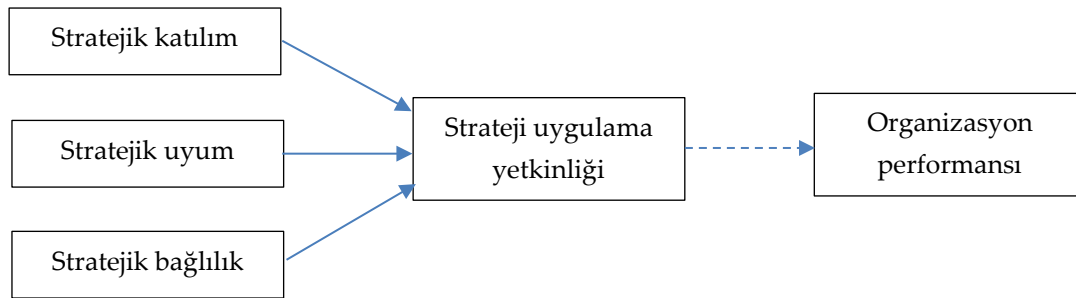 Stratejik katılım
Stratejik uyum
Stratejik bağlılık
Strateji uygulama
yetkinliği
Organizasyon
performansı